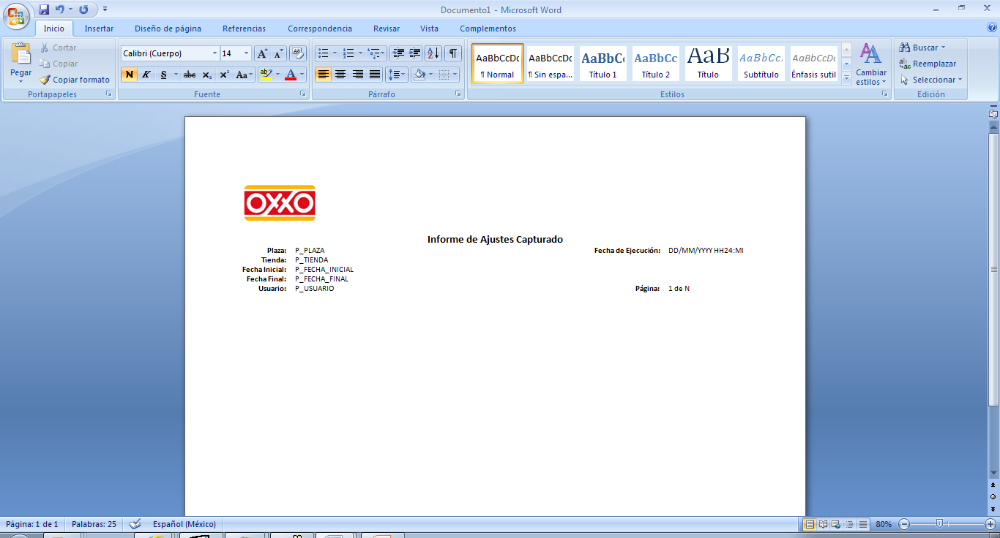 Documento1 - Microsoft Word
Inicio Insertar Diseño de página Referencias Correspondencia Revisar Vista Complementos
Pegar
Cortar
Copiar
Copiar formato
Portapapeles
Calibri (Cuerpo) 14
N K S abc x₂ x² Aa
Fuente
Párrafo
AaBbCcDc AaBbCcDc AaBbCc AaBbCc AaB AaBbCc. AaBbCcDc
¶ Normal ¶ Sin espa... Título 1 Título 2 Título Subtítulo Énfasis sutil
Cambiar estilos
Estilos
Buscar
Reemplazar
Seleccionar
Edición
OXXO
Informe de Ajustes Capturado
Plaza: P_PLAZA Fecha de Ejecución: DD/MM/YYYY HH24:MI
Tienda: P_TIENDA
Fecha Inicial: P_FECHA_INICIAL
Fecha Final: P_FECHA_FINAL
Usuario: P_USUARIO Página: 1 de N
Página: 1 de 1 Palabras: 25 Español (México) 80%